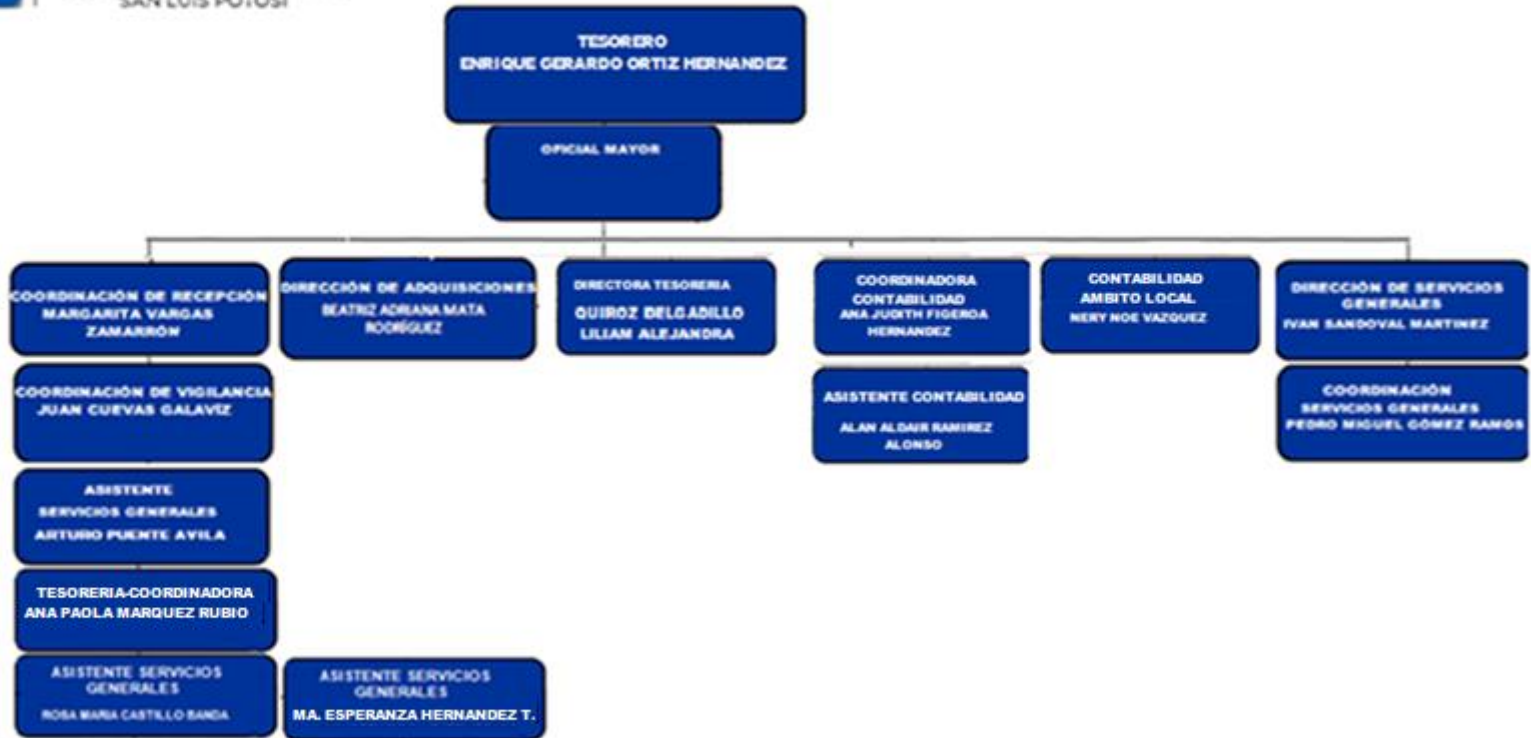 SAN LUIS POTOSÍ
TESORERO
ENRIQUE GERARDO ORTIZ HERNANDEZ
OFICIAL MAYOR
COORDINACIÓN DE RECEPCIÓN
MARGARITA VARGAS
ZAMARRÓN
DIRECCIÓN DE ADQUISICIONES
BEATRIZ ADRIANA MATA
RODRÍGUEZ
DIRECTORA TESORERIA
QUIROZ DELGADILLO
LILIAM ALEJANDRA
COORDINADORA
CONTABILIDAD
ANA JUDITH FIGEROA
HERNANDEZ
CONTABILIDAD
AMBITO LOCAL
NERY NOE VAZQUEZ
DIRECCIÓN DE SERVICIOS
GENERALES
IVAN SANDOVAL MARTINEZ
COORDINACIÓN DE VIGILANCIA
JUAN CUEVAS GALAVÍZ
ASISTENTE CONTABILIDAD
ALAN ALDAIR RAMIREZ
ALONSO
COORDINACIÓN
SERVICIOS GENERALES
PEDRO MIGUEL GÓMEZ RAMOS
ASISTENTE
SERVICIOS GENERALES
ARTURO PUENTE AVILA
TESORERIA-COORDINADORA
ANA PAOLA MARQUEZ RUBIO
ASISTENTE SERVICIOS
GENERALES
ROSA MARIA CASTILLO BANDA
ASISTENTE SERVICIOS
GENERALES
MA. ESPERANZA HERNANDEZ T.